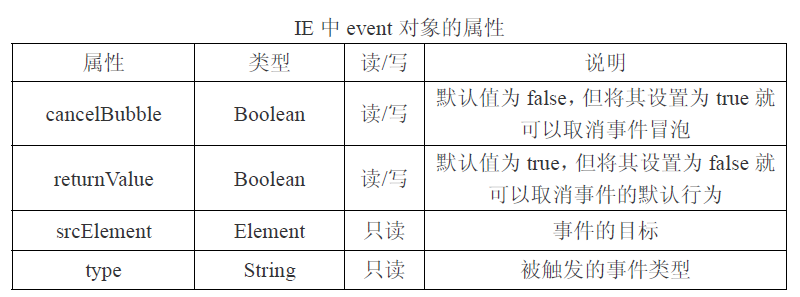 IE 中 event 对象的属性
属性 类型 读/写 说明
cancelBubble Boolean 读/写 默认值为 false，但将其设置为 true 就
可以取消事件冒泡
returnValue Boolean 读/写 默认值为 true，但将其设置为 false 就
可以取消事件的默认行为
srcElement Element 只读 事件的目标
type String 只读 被触发的事件类型